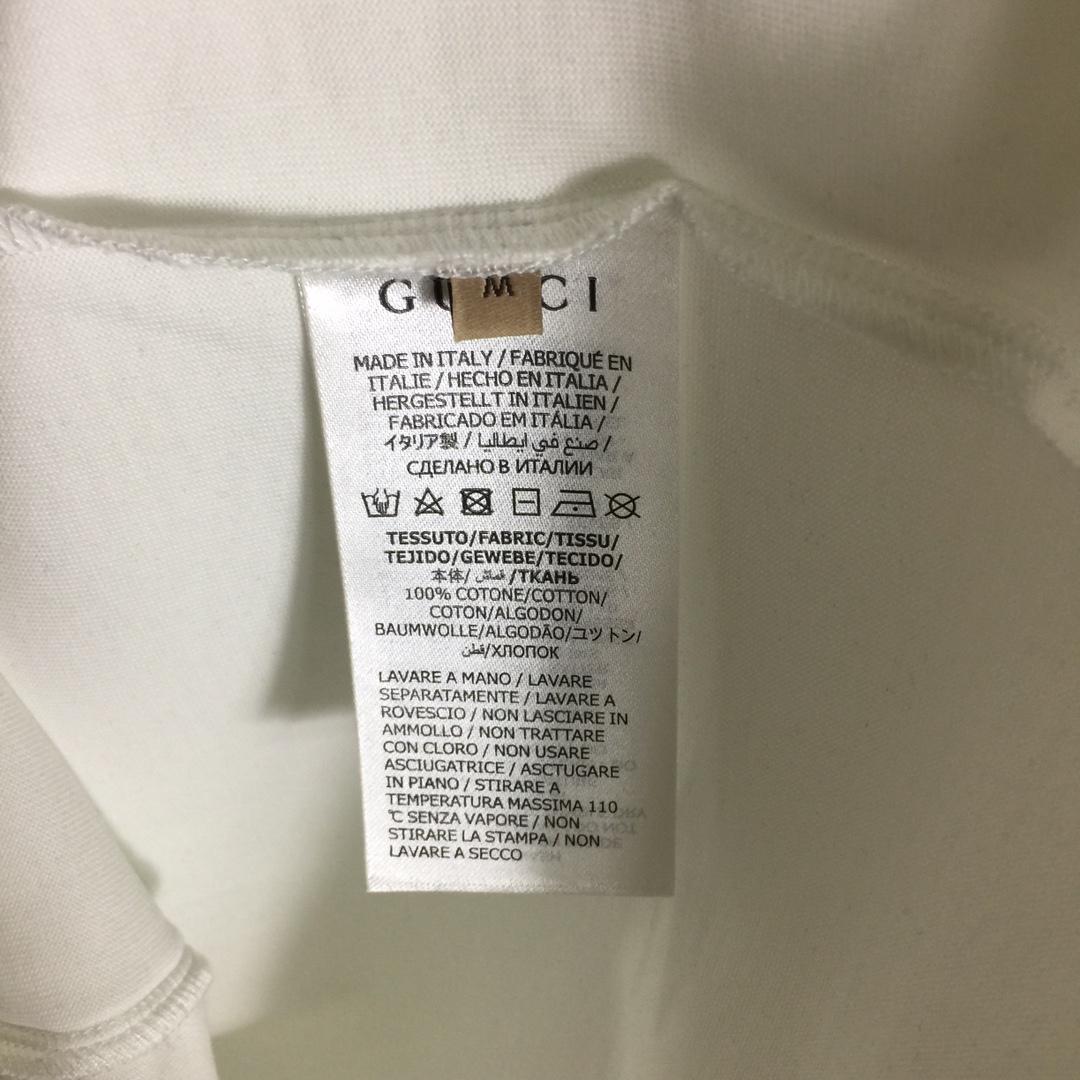 GUCCI
M
MADE IN ITALY / FABRIQUÉ EN
ITALIE / HECHO EN ITALIA /
HERGESTELLT IN ITALIEN /
FABRICADO EM ITÁLIA /
イタリア製 / صنع في ايطاليا /
СДЕЛАНО В ИТАЛИИ
TESSUTO/FABRIC/TISSU/
TEJIDO/GEWEBE/TECIDO/
本体/ قماش /ТКАНЬ
100% COTONE/COTTON/
COTON/ALGODON/
BAUMWOLLE/ALGODÃO/ユットン/
قطن/ХЛОПОК
LAVARE A MANO / LAVARE
SEPARATAMENTE / LAVARE A
ROVESCIO / NON LASCIARE IN
AMMOLLO / NON TRATTARE
CON CLORO / NON USARE
ASCIUGATRICE / ASCTUGARE
IN PIANO / STIRARE A
TEMPERATURA MASSIMA 110
℃ SENZA VAPORE / NON
STIRARE LA STAMPA / NON
LAVARE A SECCO